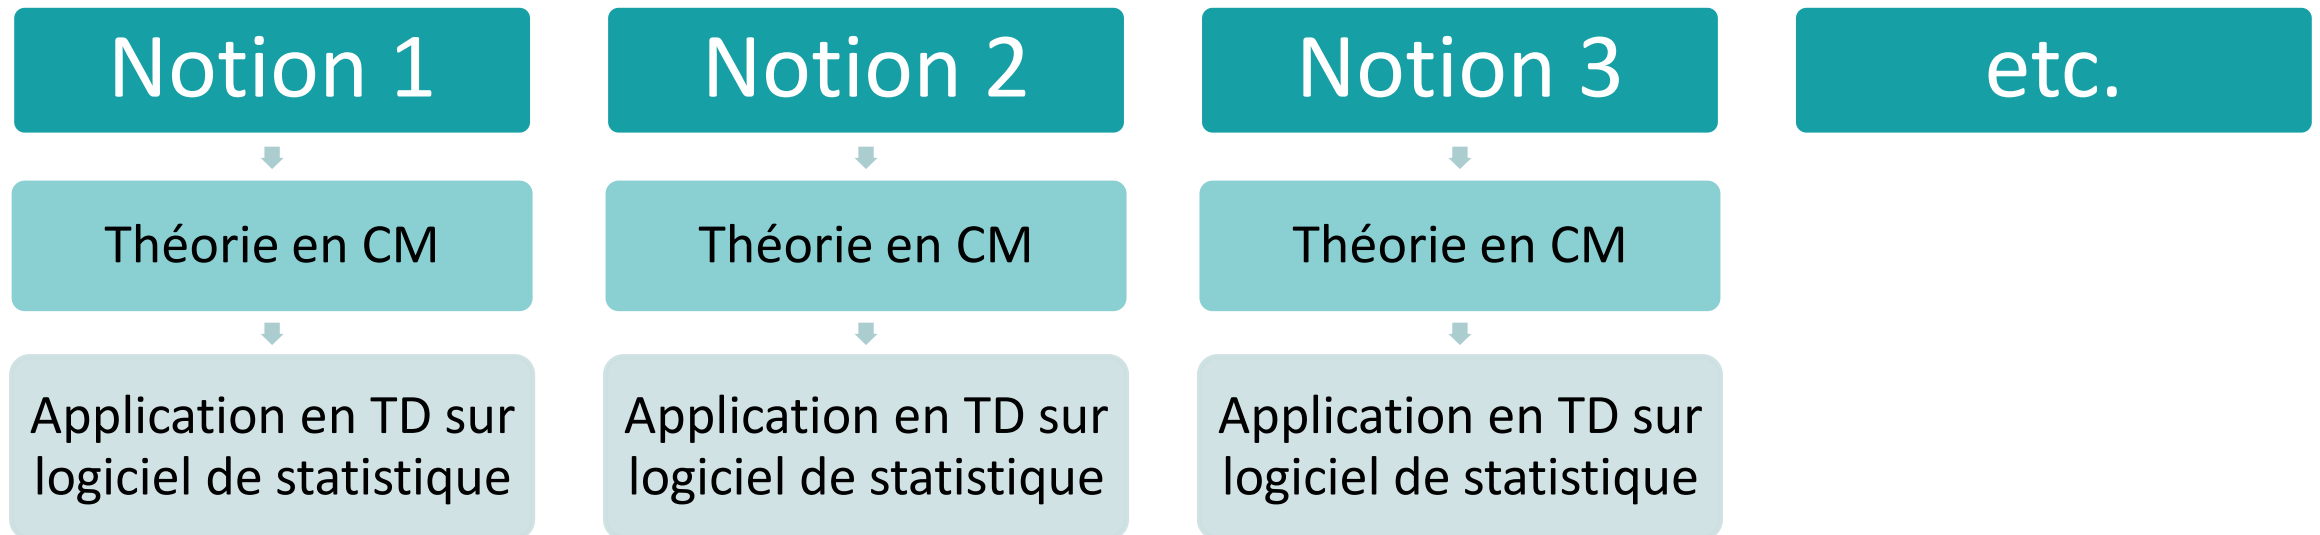 Notion 1
Théorie en CM
Application en TD sur
logiciel de statistique
Notion 2
Théorie en CM
Application en TD sur
logiciel de statistique
Notion 3
Théorie en CM
Application en TD sur
logiciel de statistique
etc.